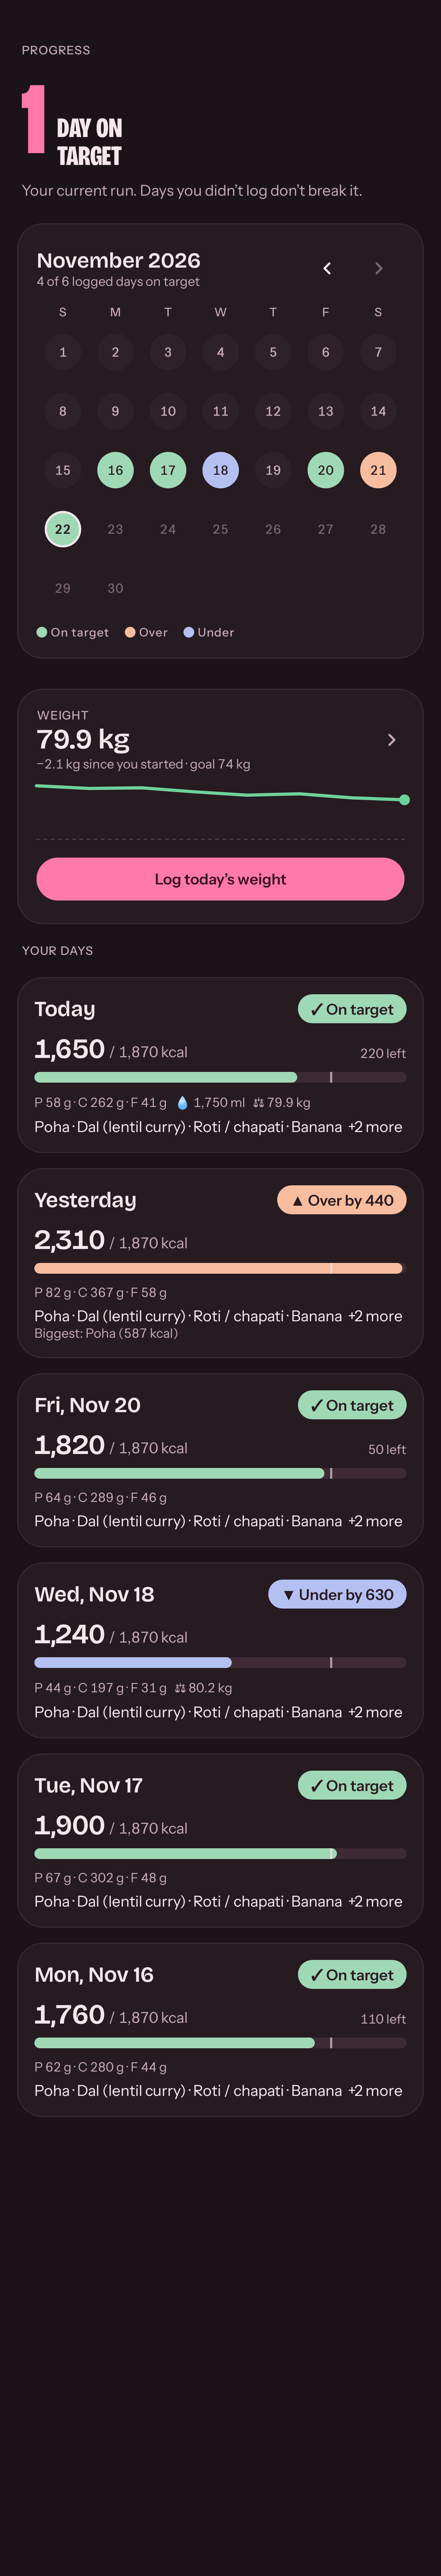 PROGRESS
1 DAY ON
TARGET
Your current run. Days you didn’t log don’t break it.
November 2026
4 of 6 logged days on target
S M T W T F S
1 2 3 4 5 6 7
8 9 10 11 12 13 14
15 16 17 18 19 20 21
22 23 24 25 26 27 28
29 30
On target Over Under
WEIGHT
79.9 kg
−2.1 kg since you started · goal 74 kg
Log today’s weight
YOUR DAYS
Today ✓ On target
1,650 / 1,870 kcal 220 left
P 58 g · C 262 g · F 41 g 💧 1,750 ml ⚖ 79.9 kg
Poha · Dal (lentil curry) · Roti / chapati · Banana +2 more
Yesterday ▲ Over by 440
2,310 / 1,870 kcal
P 82 g · C 367 g · F 58 g
Poha · Dal (lentil curry) · Roti / chapati · Banana +2 more
Biggest: Poha (587 kcal)
Fri, Nov 20 ✓ On target
1,820 / 1,870 kcal 50 left
P 64 g · C 289 g · F 46 g
Poha · Dal (lentil curry) · Roti / chapati · Banana +2 more
Wed, Nov 18 ▼ Under by 630
1,240 / 1,870 kcal
P 44 g · C 197 g · F 31 g ⚖ 80.2 kg
Poha · Dal (lentil curry) · Roti / chapati · Banana +2 more
Tue, Nov 17 ✓ On target
1,900 / 1,870 kcal
P 67 g · C 302 g · F 48 g
Poha · Dal (lentil curry) · Roti / chapati · Banana +2 more
Mon, Nov 16 ✓ On target
1,760 / 1,870 kcal 110 left
P 62 g · C 280 g · F 44 g
Poha · Dal (lentil curry) · Roti / chapati · Banana +2 more